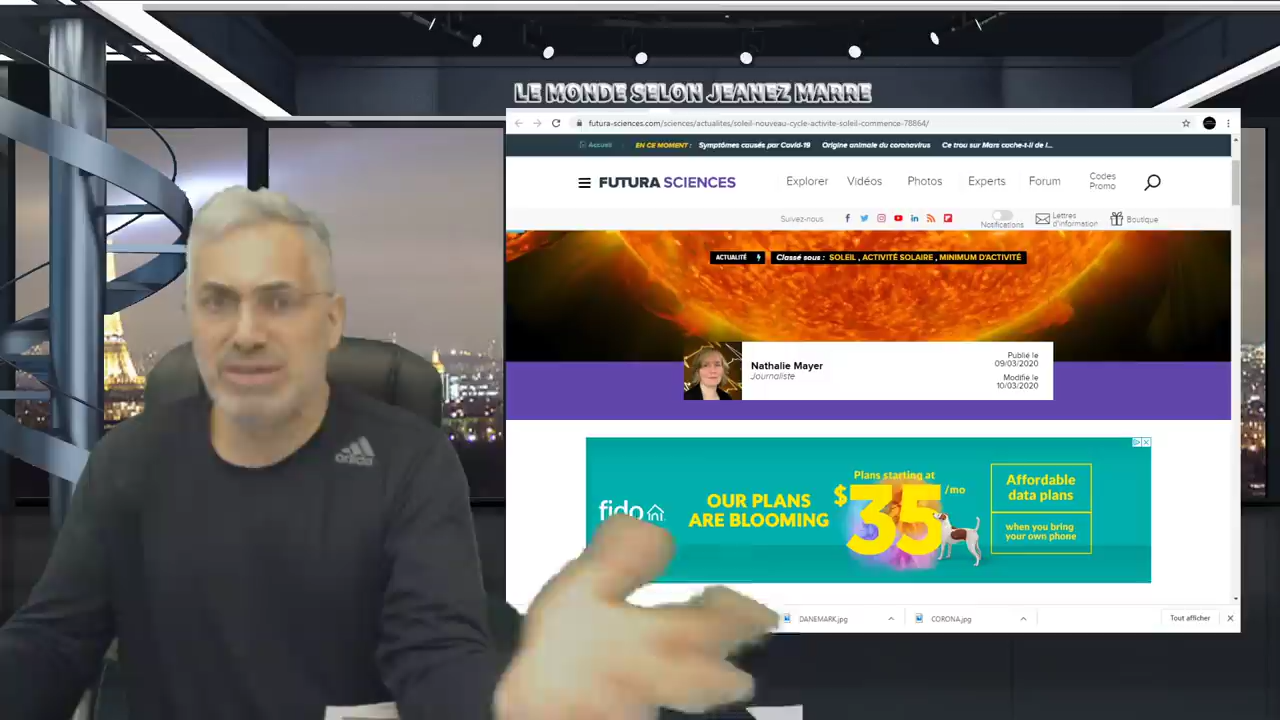 LE MONDE SELON JEANEZ MARRE
futura-sciences.com/sciences/actualites/soleil-nouveau-cycle-activite-soleil-commence-78864/
Accueil
EN CE MOMENT : Symptômes causés par Covid-19 Origine animale du coronavirus Ce trou sur Mars cache-t-il de l...
FUTURA SCIENCES
Explorer Vidéos Photos Experts Forum Codes Promo
Suivez-nous
Notifications
Lettres d'information
Boutique
ACTUALITÉ
Classé sous : SOLEIL , ACTIVITÉ SOLAIRE , MINIMUM D'ACTIVITÉ
Nathalie Mayer
Journaliste
Publié le
09/03/2020
Modifié le
10/03/2020
fido
OUR PLANS
ARE BLOOMING
Plans starting at
$35/mo
Affordable
data plans
when you bring
your own phone
adidas
DANEMARK.jpg
CORONA.jpg
Tout afficher